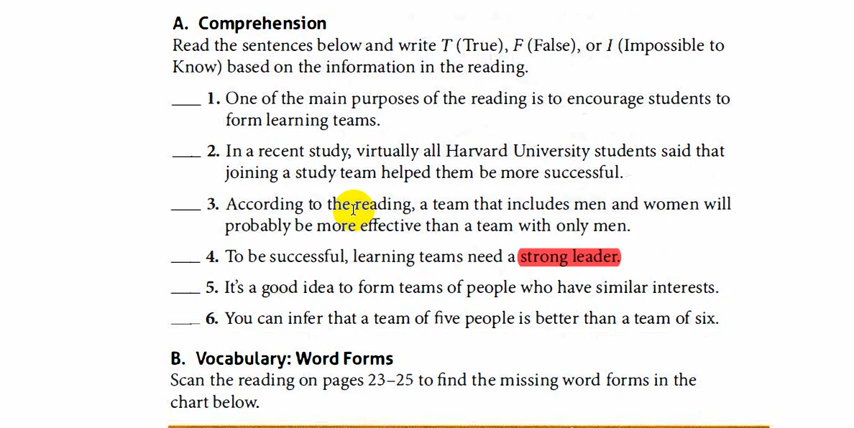 A. Comprehension
Read the sentences below and write T (True), F (False), or I (Impossible to
Know) based on the information in the reading.
___ 1. One of the main purposes of the reading is to encourage students to
form learning teams.
___ 2. In a recent study, virtually all Harvard University students said that
joining a study team helped them be more successful.
___ 3. According to the reading, a team that includes men and women will
probably be more effective than a team with only men.
___ 4. To be successful, learning teams need a strong leader.
___ 5. It's a good idea to form teams of people who have similar interests.
___ 6. You can infer that a team of five people is better than a team of six.
B. Vocabulary: Word Forms
Scan the reading on pages 23–25 to find the missing word forms in the
chart below.